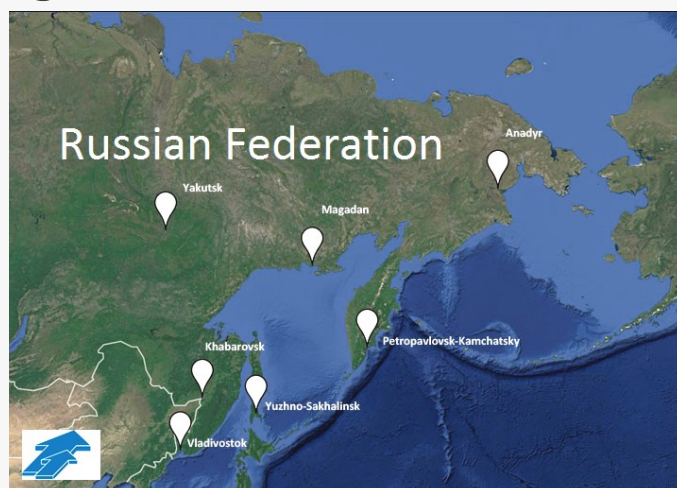 Russian Federation
Anadyr
Yakutsk
Magadan
Petropavlovsk-Kamchatsky
Khabarovsk
Yuzhno-Sakhalinsk
Vladivostok